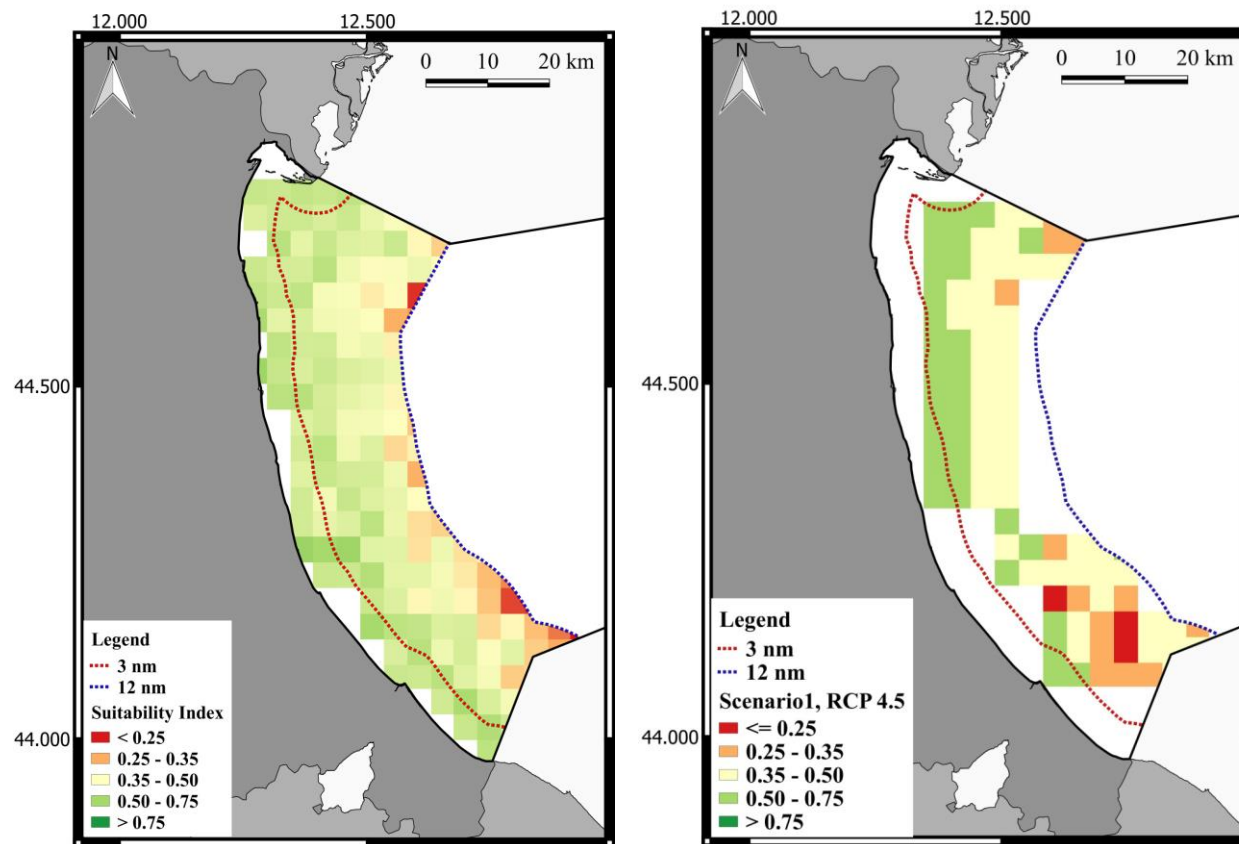 12.000 12.500
N
0 10 20 km
44.500
44.000
Legend
3 nm
12 nm
Suitability Index
< 0.25
0.25 - 0.35
0.35 - 0.50
0.50 - 0.75
> 0.75
12.000 12.500
N
0 10 20 km
44.500
44.000
Legend
3 nm
12 nm
Scenario1, RCP 4.5
<= 0.25
0.25 - 0.35
0.35 - 0.50
0.50 - 0.75
> 0.75